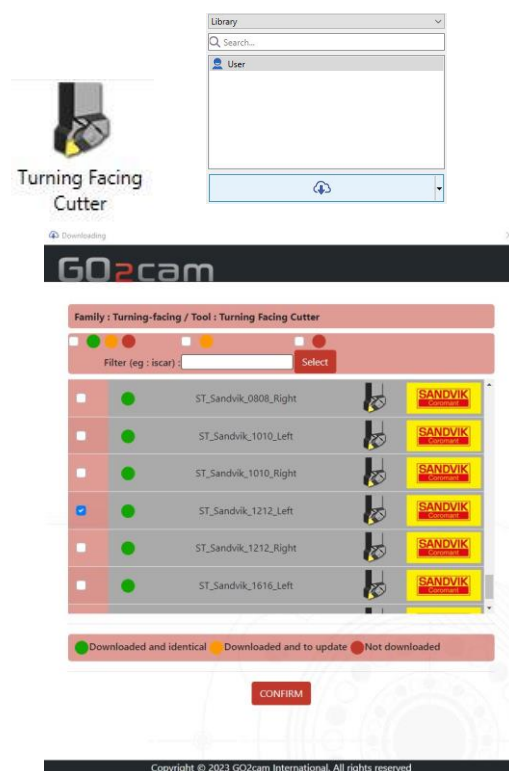 Library
Search...
User
Turning Facing
Cutter
Downloading
GO2cam
Family : Turning-facing / Tool : Turning Facing Cutter
Filter (eg : iscar) :
Select
ST_Sandvik_0808_Right
SANDVIK
Coromant
ST_Sandvik_1010_Left
SANDVIK
Coromant
ST_Sandvik_1010_Right
SANDVIK
Coromant
ST_Sandvik_1212_Left
SANDVIK
Coromant
ST_Sandvik_1212_Right
SANDVIK
Coromant
ST_Sandvik_1616_Left
SANDVIK
Coromant
Downloaded and identical Downloaded and to update Not downloaded
CONFIRM
Copyright © 2023 GO2cam International. All rights reserved